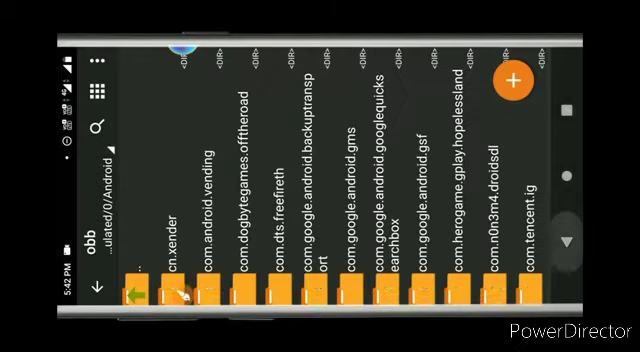 5:42 PM
4G
obb
...ulated/0/Android
..
cn.xender
<DIR>
com.android.vending
<DIR>
com.dogbytegames.offtheroad
<DIR>
com.dts.freefireth
<DIR>
com.google.android.backuptransp
ort
<DIR>
com.google.android.gms
<DIR>
com.google.android.googlequicks
earchbox
<DIR>
com.google.android.gsf
<DIR>
com.herogame.gplay.hopelessland
<DIR>
com.n0n3m4.droidsdl
<DIR>
com.tencent.ig
<DIR>
PowerDirector